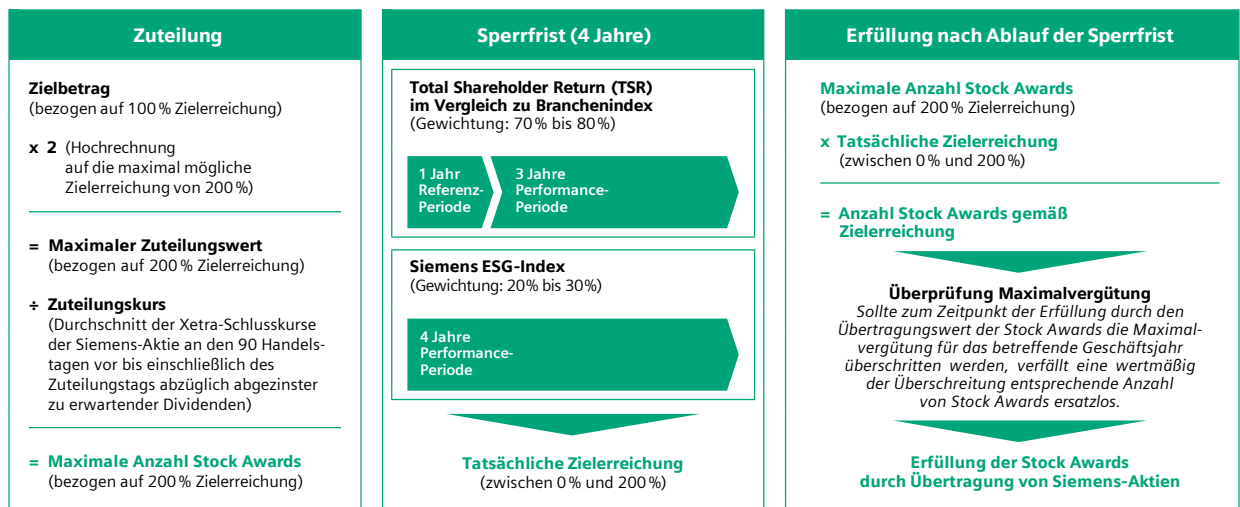 Zuteilung
Zielbetrag
(bezogen auf 100 % Zielerreichung)
x 2 (Hochrechnung
auf die maximal mögliche
Zielerreichung von 200 %)
= Maximaler Zuteilungswert
(bezogen auf 200 % Zielerreichung)
÷ Zuteilungskurs
(Durchschnitt der Xetra-Schlusskurse
der Siemens-Aktie an den 90 Handels-
tagen vor bis einschließlich des
Zuteilungstags abzüglich abgezinster
zu erwartender Dividenden)
= Maximale Anzahl Stock Awards
(bezogen auf 200 % Zielerreichung)
Sperrfrist (4 Jahre)
Total Shareholder Return (TSR)
im Vergleich zu Branchenindex
(Gewichtung: 70 % bis 80 %)
1 Jahr
Referenz-
Periode
3 Jahre
Performance-
Periode
Siemens ESG-Index
(Gewichtung: 20 % bis 30 %)
4 Jahre
Performance-
Periode
Tatsächliche Zielerreichung
(zwischen 0 % und 200 %)
Erfüllung nach Ablauf der Sperrfrist
Maximale Anzahl Stock Awards
(bezogen auf 200 % Zielerreichung)
x Tatsächliche Zielerreichung
(zwischen 0 % und 200 %)
= Anzahl Stock Awards gemäß
Zielerreichung
Überprüfung Maximalvergütung
Sollte zum Zeitpunkt der Erfüllung durch den
Übertragungswert der Stock Awards die Maximal-
vergütung für das betreffende Geschäftsjahr
überschritten werden, verfällt eine wertmäßig
der Überschreitung entsprechende Anzahl
von Stock Awards ersatzlos.
Erfüllung der Stock Awards
durch Übertragung von Siemens-Aktien